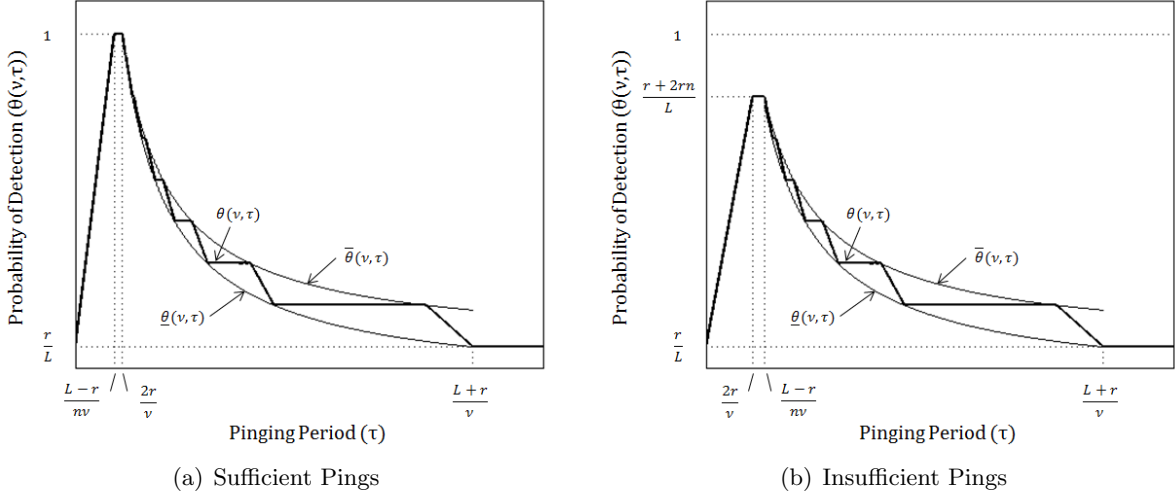 Probability of Detection (θ(ν,τ))
1
r/L
θ(ν,τ)
θ̅(ν,τ)
θ̲(ν,τ)
L − r / nν
2r / ν
L + r / ν
Pinging Period (τ)
(a) Sufficient Pings
Probability of Detection (θ(ν,τ))
1
r + 2rn / L
r/L
θ(ν,τ)
θ̅(ν,τ)
θ̲(ν,τ)
2r / ν
L − r / nν
L + r / ν
Pinging Period (τ)
(b) Insufficient Pings